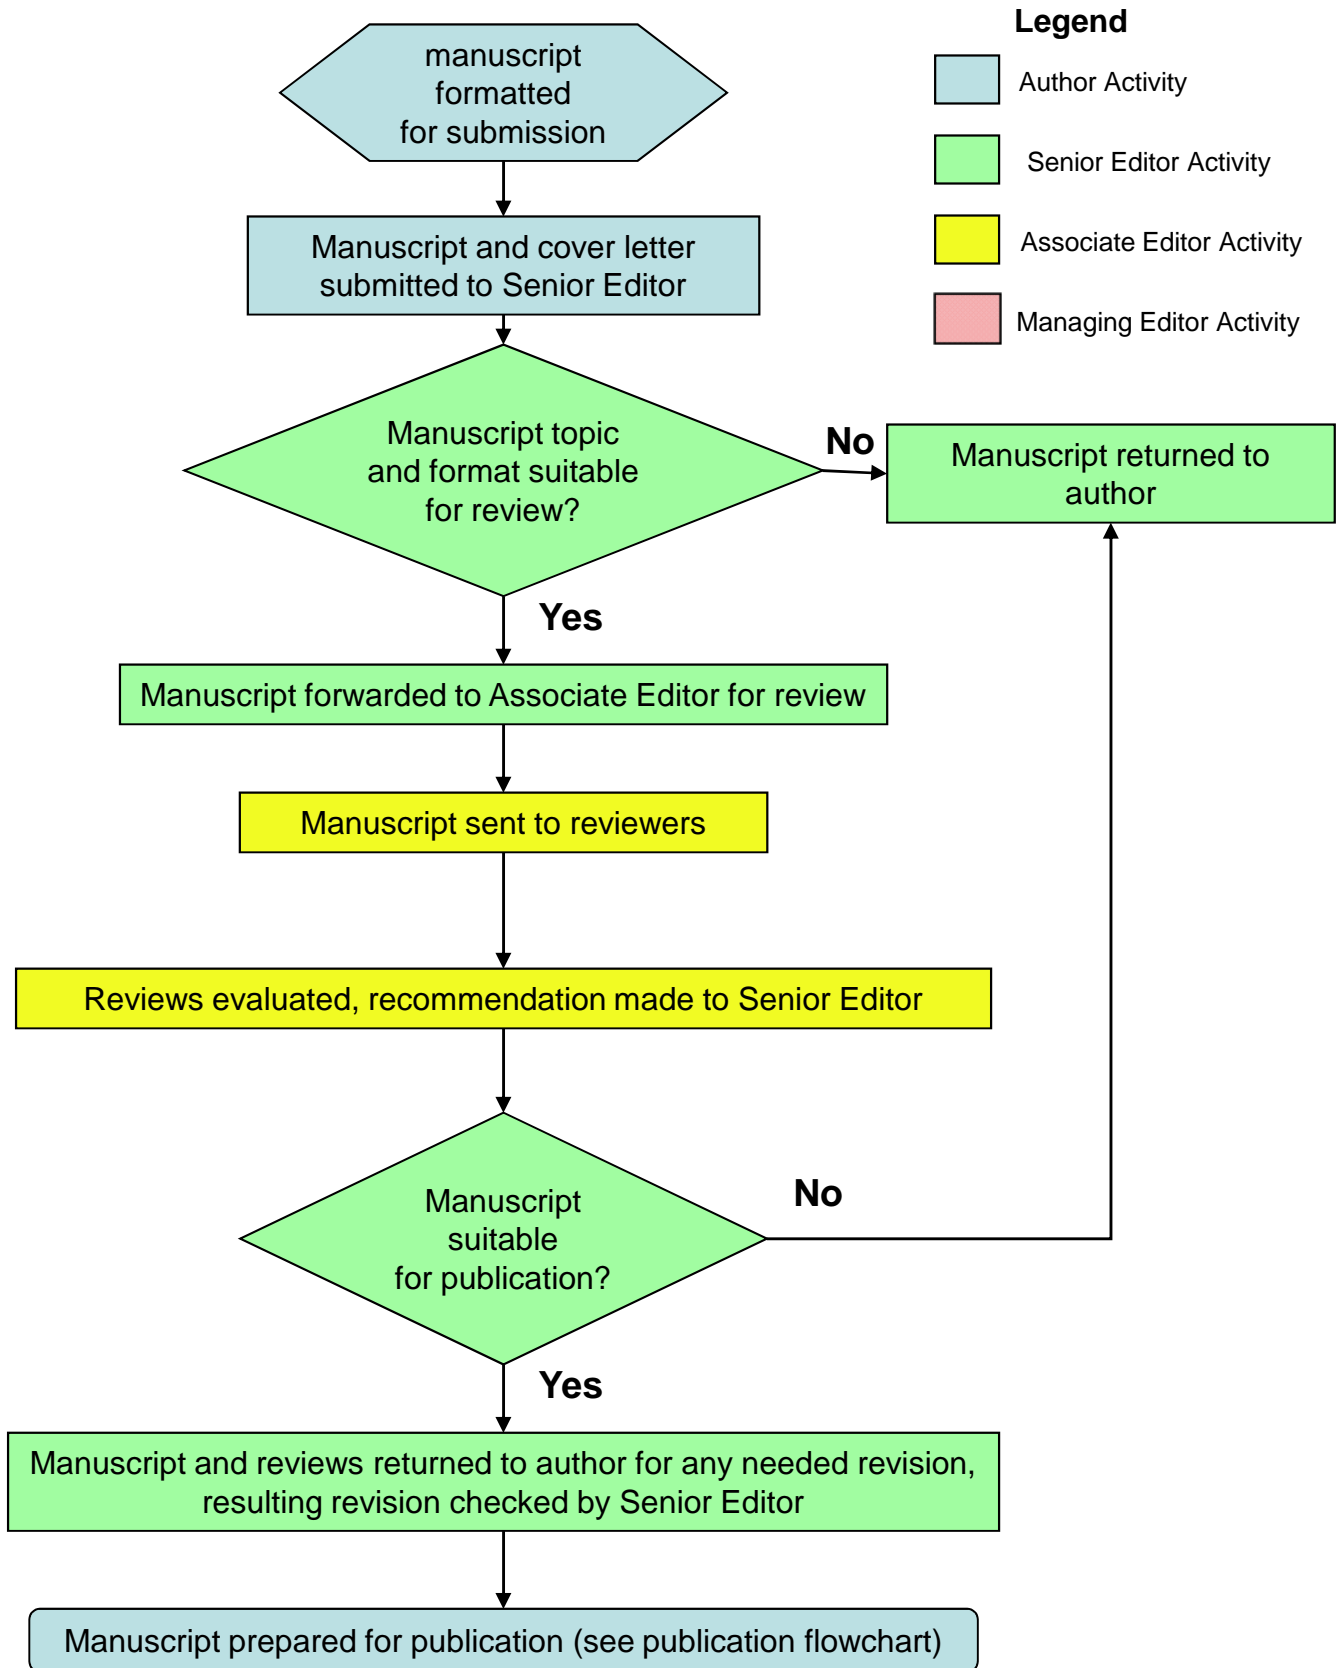 manuscript
formatted
for submission
Legend
Author Activity
Senior Editor Activity
Associate Editor Activity
Managing Editor Activity
Manuscript and cover letter
submitted to Senior Editor
Manuscript topic
and format suitable
for review?
No
Manuscript returned to
author
Yes
Manuscript forwarded to Associate Editor for review
Manuscript sent to reviewers
Reviews evaluated, recommendation made to Senior Editor
Manuscript
suitable
for publication?
No
Yes
Manuscript and reviews returned to author for any needed revision,
resulting revision checked by Senior Editor
Manuscript prepared for publication (see publication flowchart)